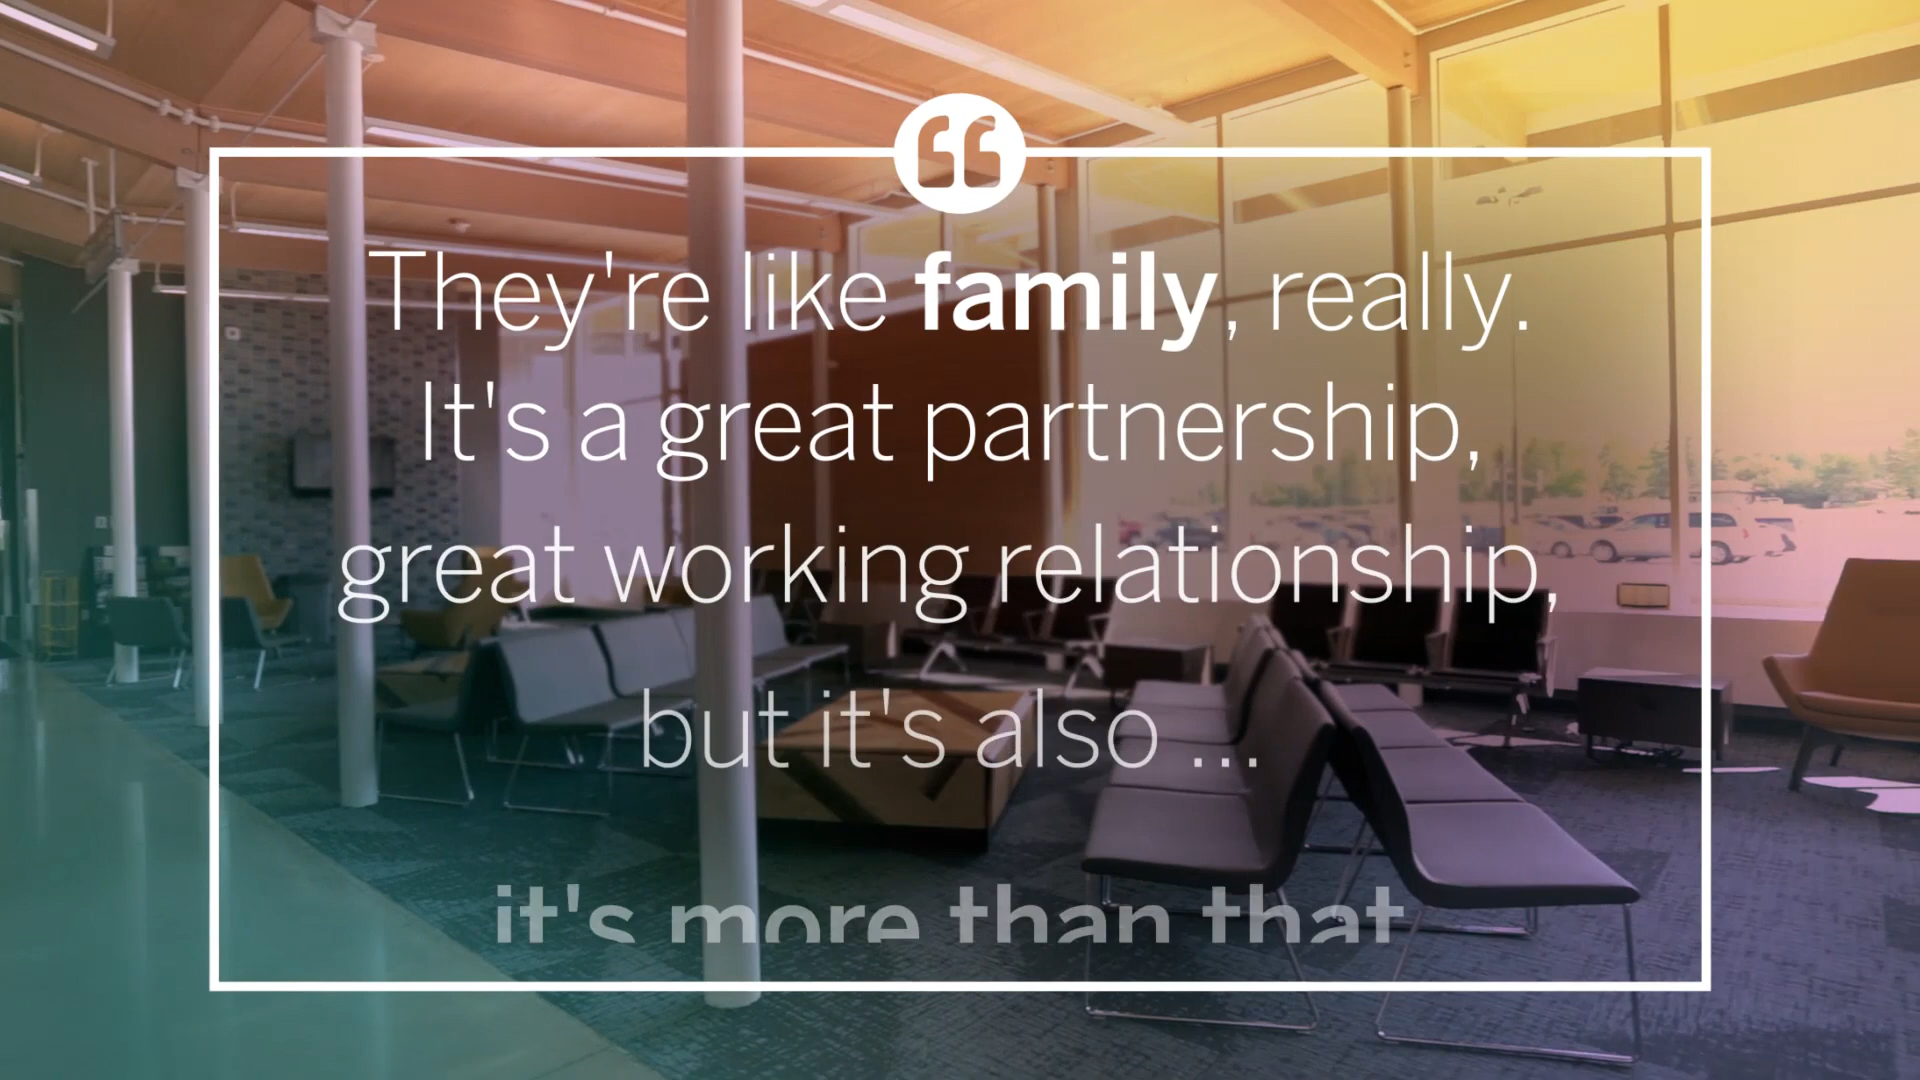 They're like family, really.
It's a great partnership,
great working relationship,
but it's also ...
it's more than that